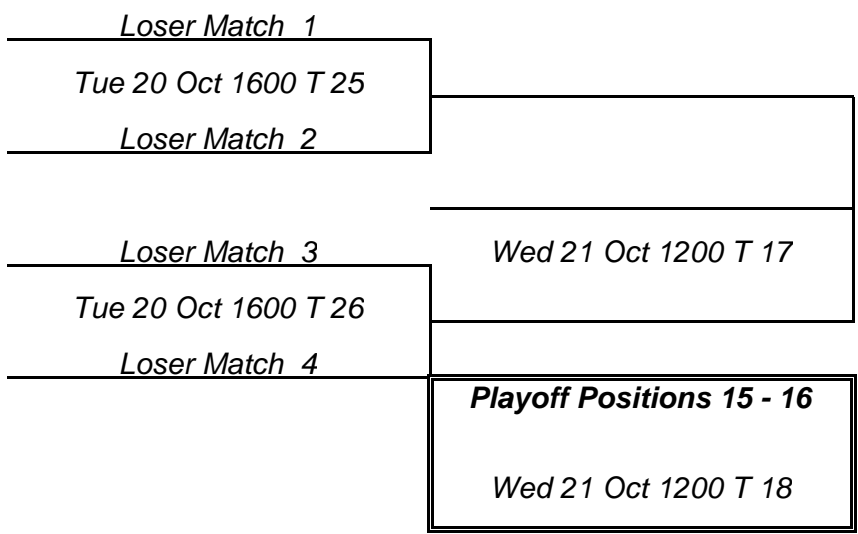 Loser Match 1
Tue 20 Oct 1600 T 25
Loser Match 2
Loser Match 3
Wed 21 Oct 1200 T 17
Tue 20 Oct 1600 T 26
Loser Match 4
Playoff Positions 15 - 16
Wed 21 Oct 1200 T 18